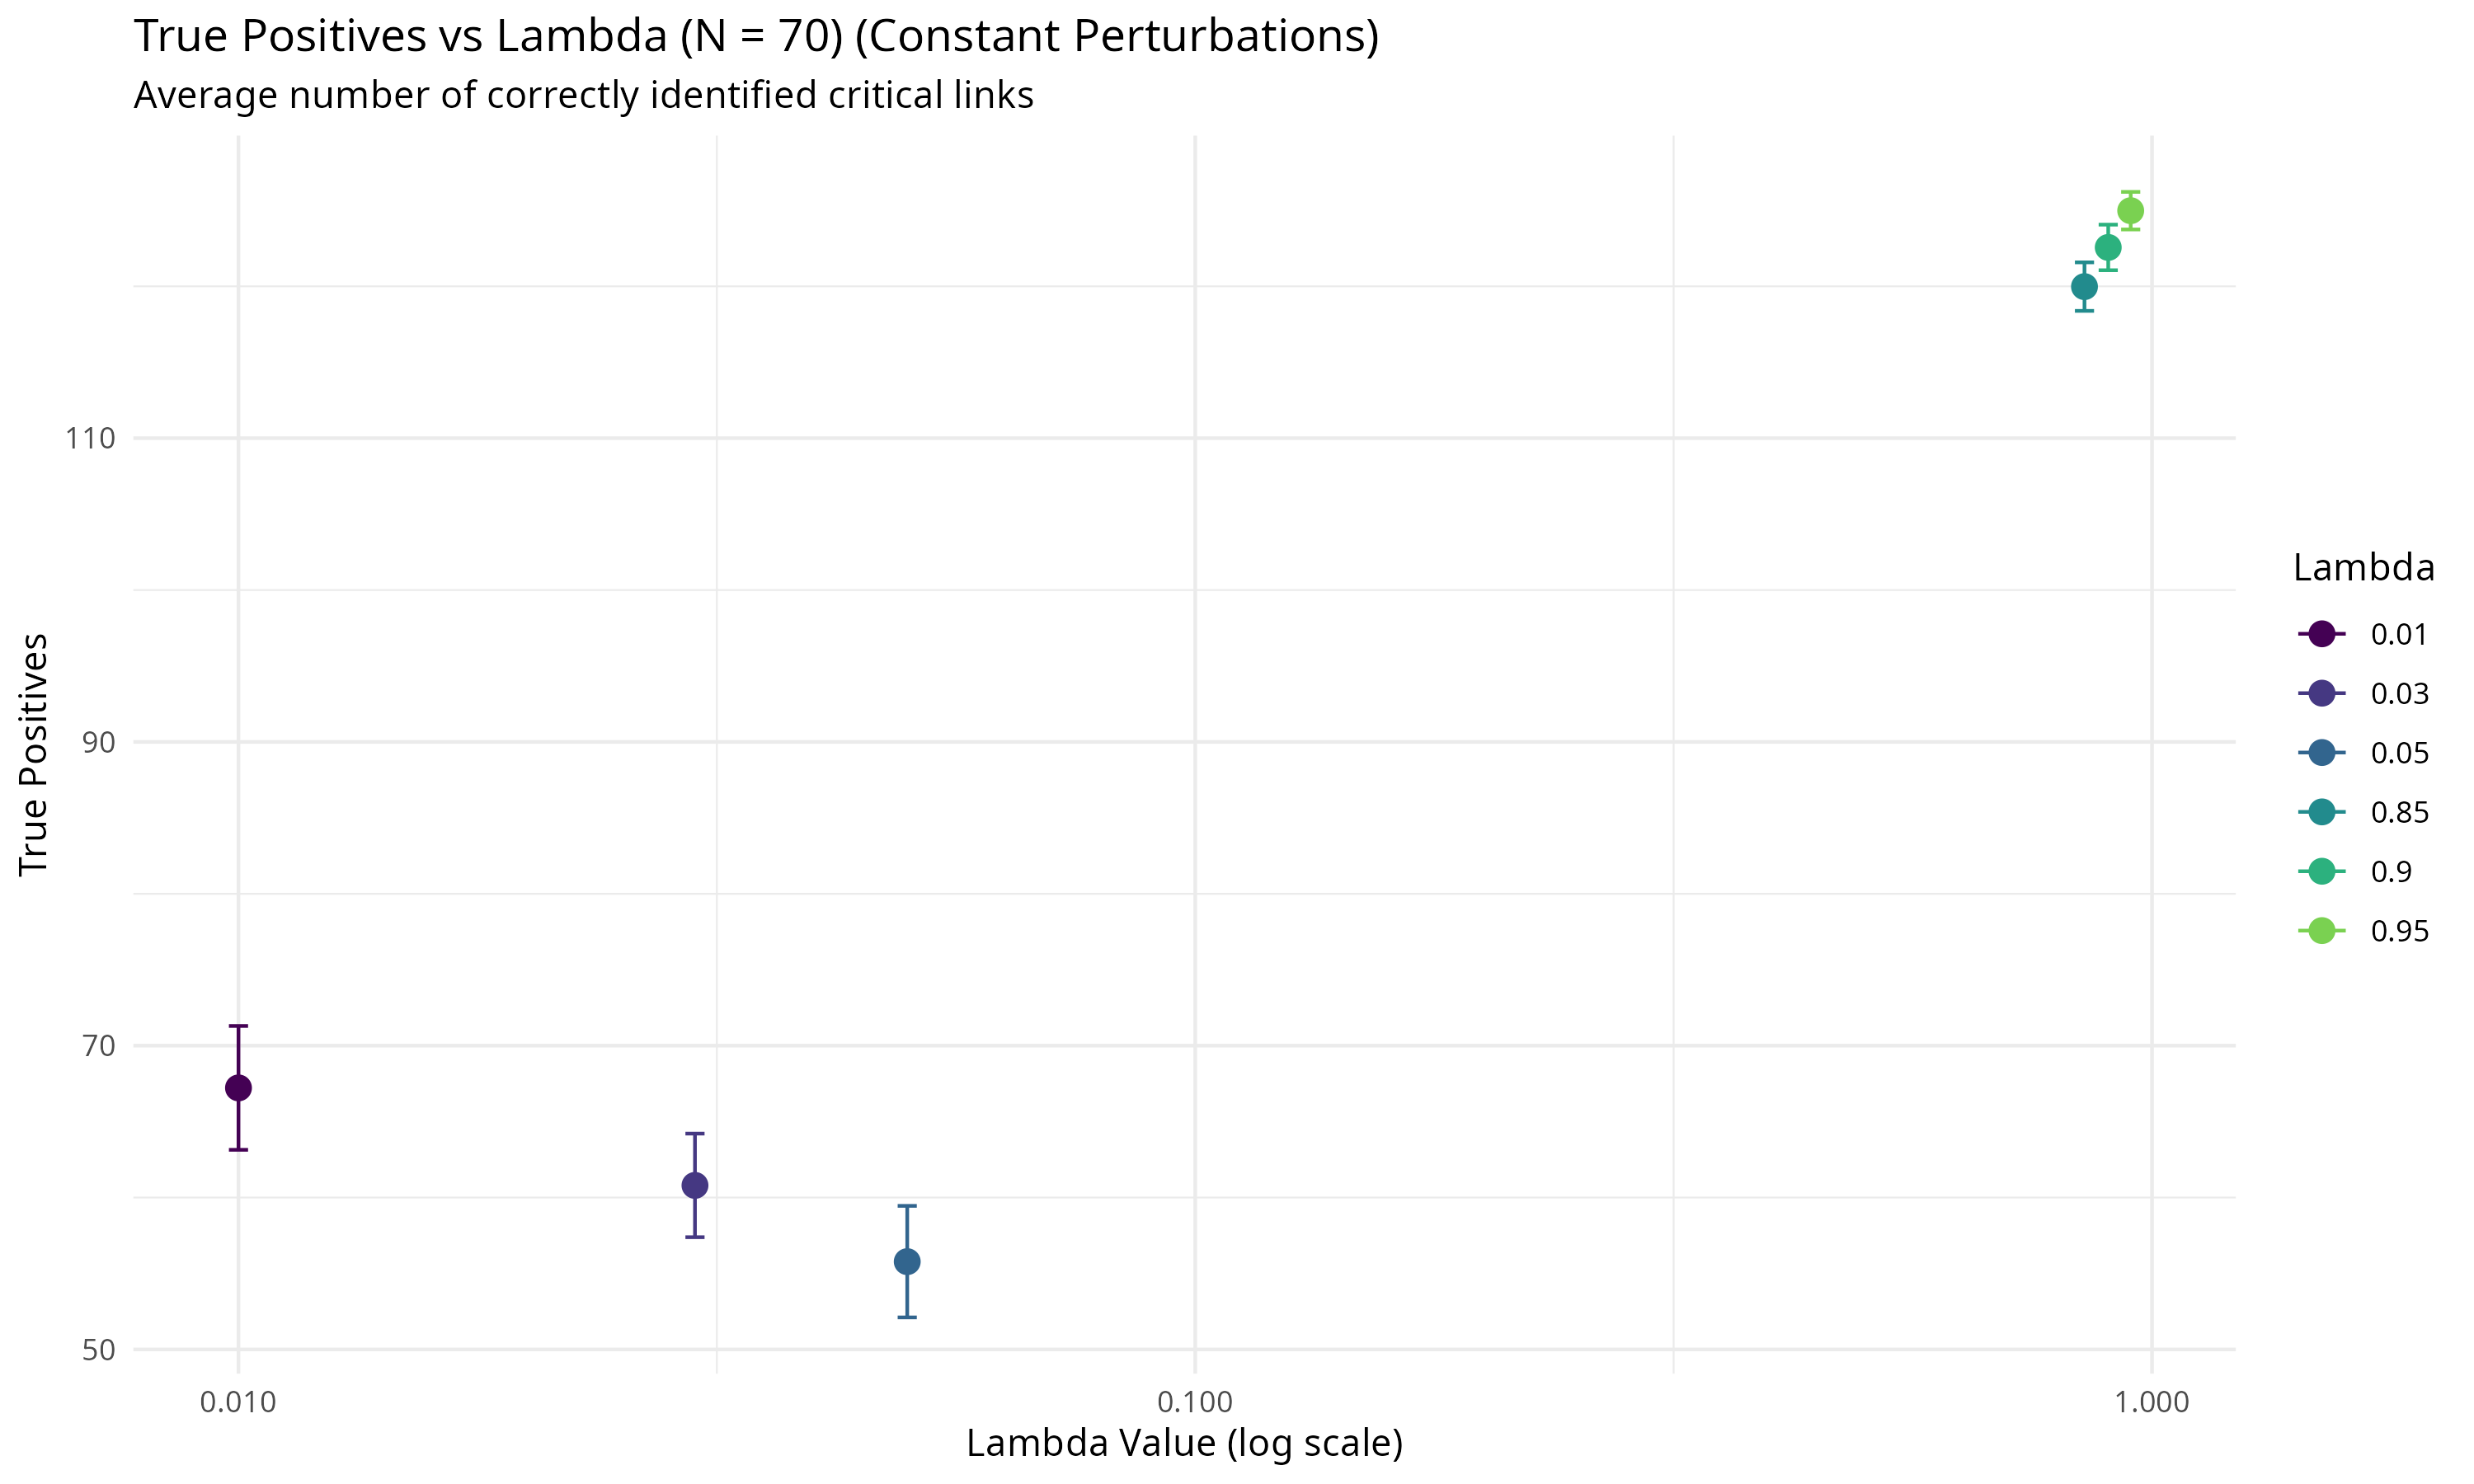 True Positives vs Lambda (N = 70) (Constant Perturbations)
Average number of correctly identified critical links
True Positives
110
90
70
50
0.010
0.100
1.000
Lambda Value (log scale)
Lambda
0.01
0.03
0.05
0.85
0.9
0.95